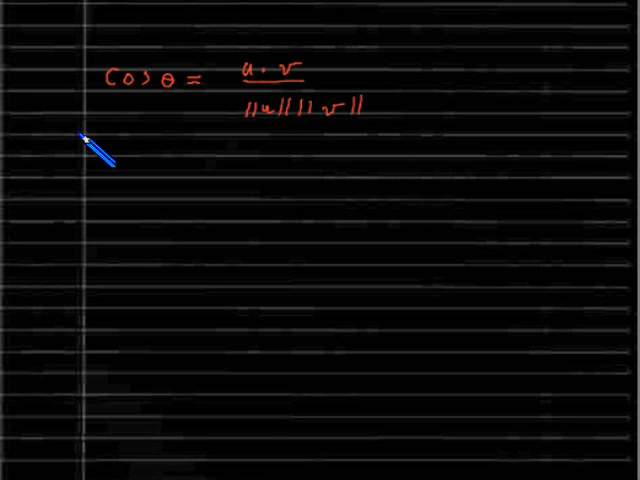 cos θ = u · v / ||u|| ||v||